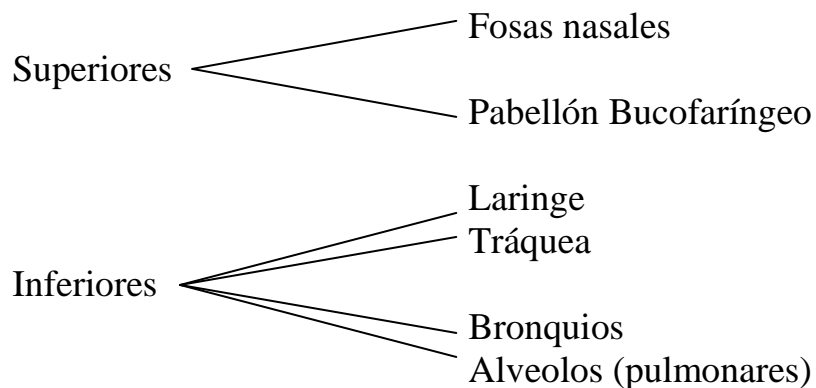 Fosas nasales
Superiores
Pabellón Bucofaríngeo
Laringe
Tráquea
Inferiores
Bronquios
Alveolos (pulmonares)